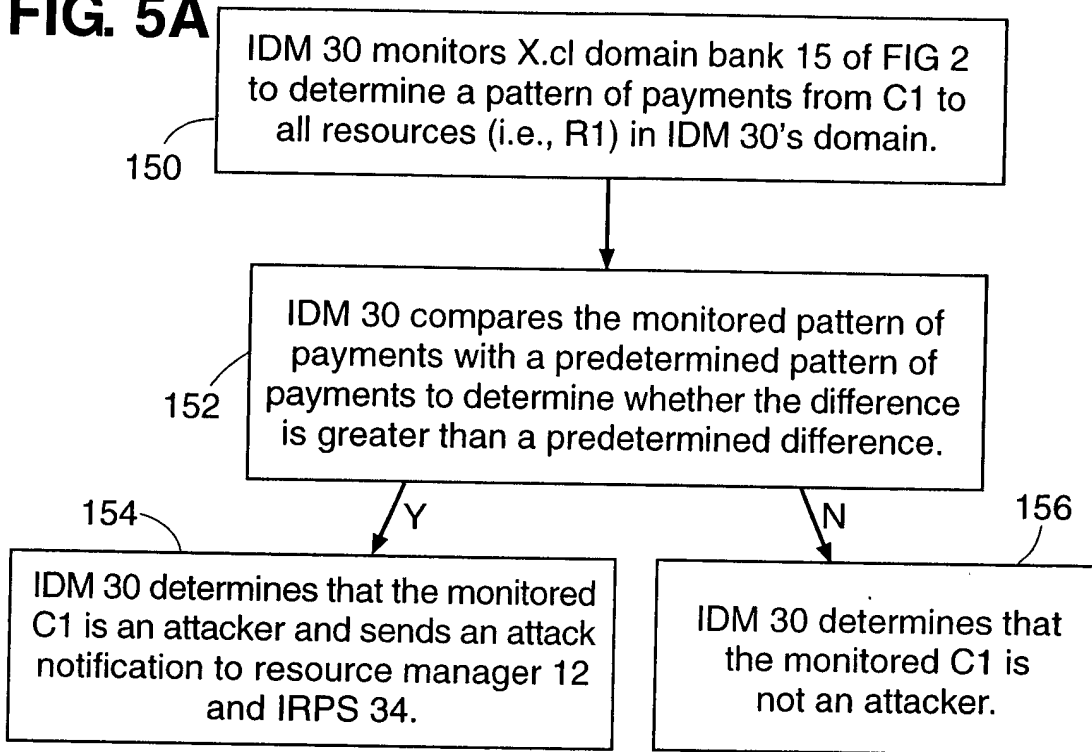 FIG. 5A
IDM 30 monitors X.cl domain bank 15 of FIG 2
to determine a pattern of payments from C1 to
all resources (i.e., R1) in IDM 30's domain.
150
IDM 30 compares the monitored pattern of
payments with a predetermined pattern of
payments to determine whether the difference
is greater than a predetermined difference.
152
Y
N
154
156
IDM 30 determines that the monitored
C1 is an attacker and sends an attack
notification to resource manager 12
and IRPS 34.
IDM 30 determines that
the monitored C1 is
not an attacker.